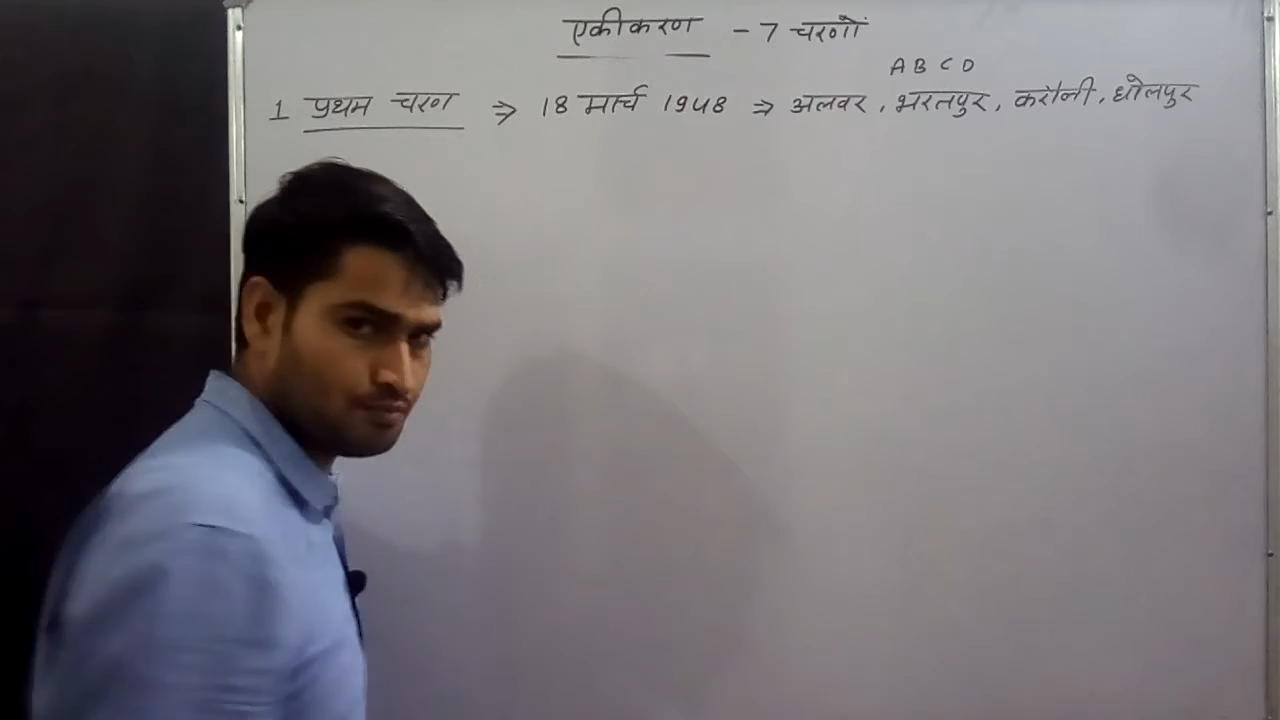 एकीकरण - 7 चरणों
A B C D
1 प्रथम चरण ⇒ 18 मार्च 1948 ⇒ अलवर, भरतपुर, करौली, धोलपुर